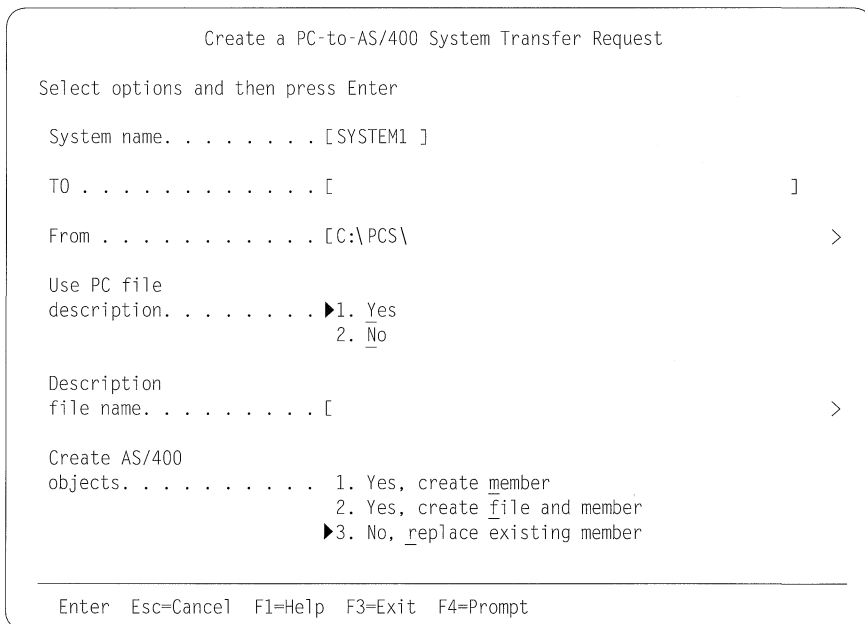 Create a PC-to-AS/400 System Transfer Request
Select options and then press Enter
System name. . . . . . . . [SYSTEM1 ]
TO . . . . . . . . . . . . [ ]
From . . . . . . . . . . . [C:\PCS\ >
Use PC file
description. . . . . . . . ▶1. Yes
2. No
Description
file name. . . . . . . . . [ >
Create AS/400
objects. . . . . . . . . . 1. Yes, create member
2. Yes, create file and member
▶3. No, replace existing member
Enter Esc=Cancel F1=Help F3=Exit F4=Prompt